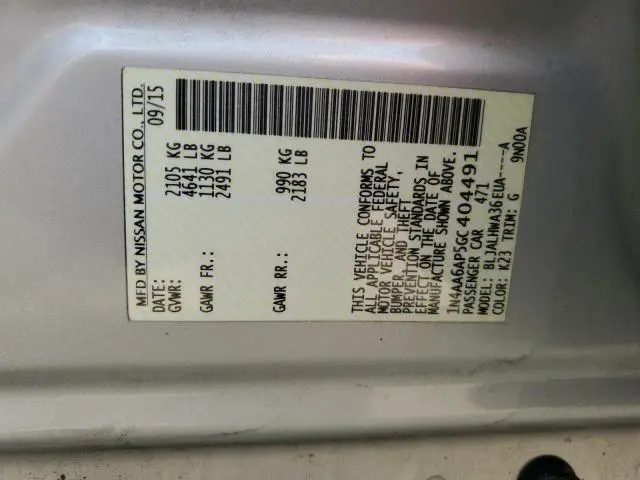 MFD BY NISSAN MOTOR CO., LTD.
DATE: 09/15
GVWR: 2105 KG
4641 LB
GAWR FR.: 1130 KG
2491 LB
GAWR RR.: 990 KG
2183 LB
THIS VEHICLE CONFORMS TO
ALL APPLICABLE FEDERAL
MOTOR VEHICLE SAFETY,
BUMPER, AND THEFT
PREVENTION STANDARDS IN
EFFECT ON THE DATE OF
MANUFACTURE SHOWN ABOVE.
1N4AA6AP5GC404491
PASSENGER CAR 471
MODEL: BLJALHWA36EUA-----A
COLOR: K23 TRIM: G 9N00A